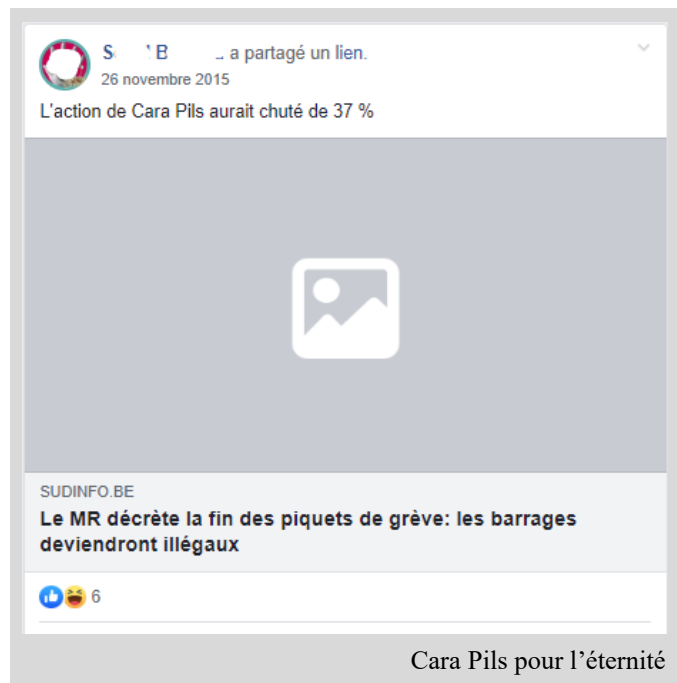 a partagé un lien.
26 novembre 2015
L'action de Cara Pils aurait chuté de 37 %
SUDINFO.BE
Le MR décrète la fin des piquets de grève: les barrages
deviendront illégaux
6
Cara Pils pour l’éternité